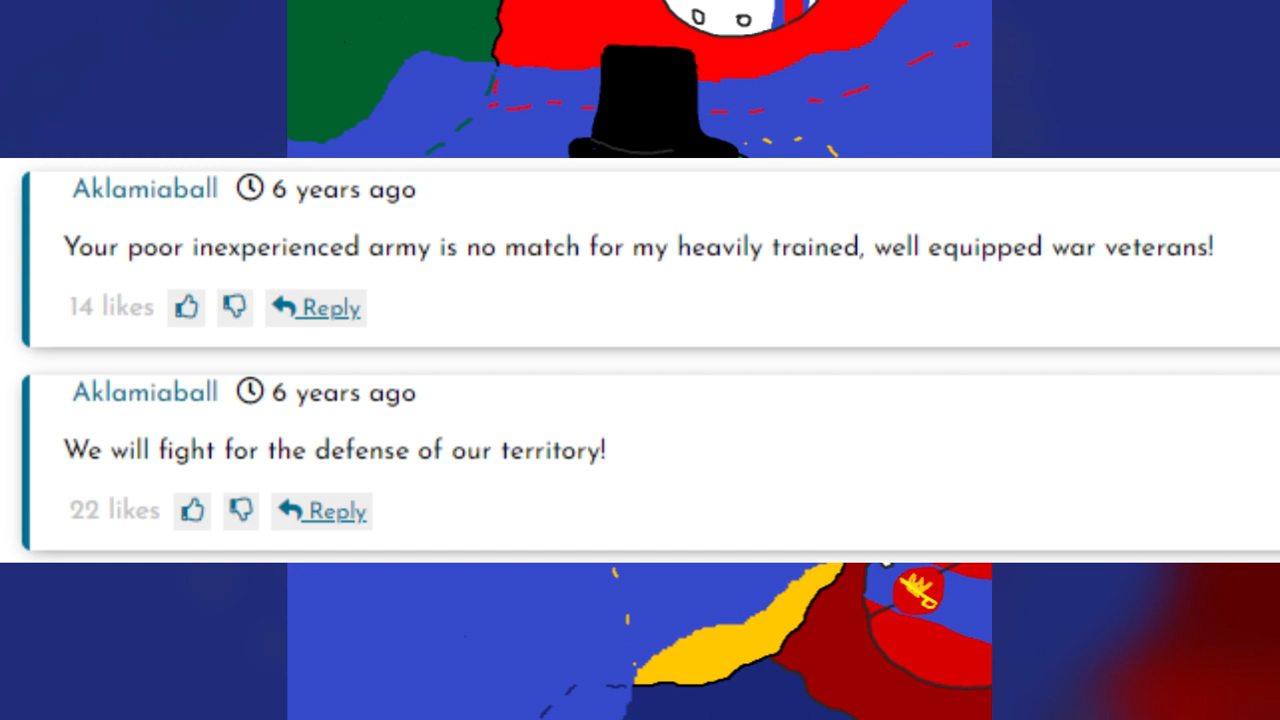 Aklamiaball 6 years ago
Your poor inexperienced army is no match for my heavily trained, well equipped war veterans!
14 likes Reply
Aklamiaball 6 years ago
We will fight for the defense of our territory!
22 likes Reply